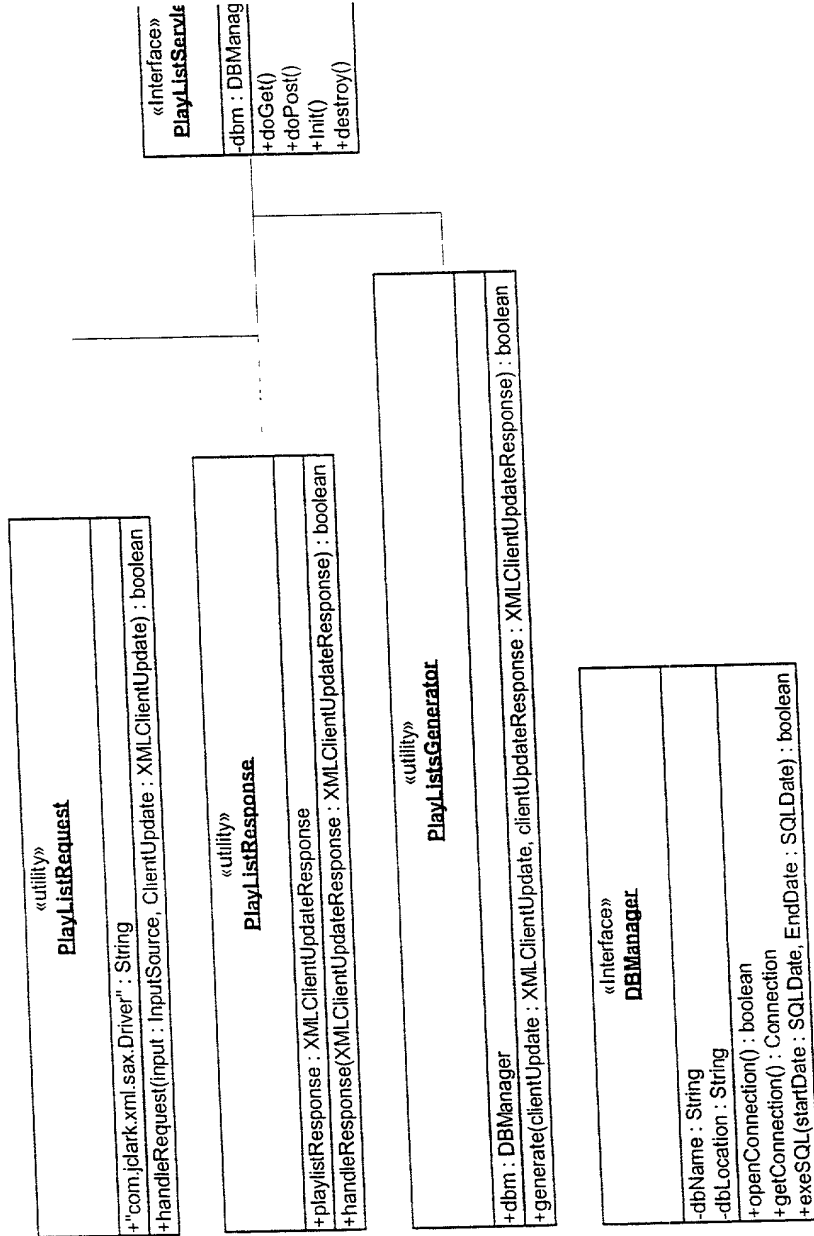 «Interface»
-dbm : DBManag
+doGet()
+doPost()
+Init()
+destroy()
«utility»
PlayListRequest
+"com.jclark.xml.sax.Driver" : String
+handleRequest(input : InputSource, ClientUpdate : XMLClientUpdate) : boolean
«utility»
PlayListResponse
+playlistResponse : XMLClientUpdateResponse
+handleResponse(XMLClientUpdateResponse : XMLClientUpdateResponse) : boolean
«utility»
PlayListsGenerator
+dbm : DBManager
+generate(clientUpdate : XMLClientUpdate, clientUpdateResponse : XMLClientUpdateResponse) : boolean
«Interface»
DBManager
-dbName : String
-dbLocation : String
+openConnection() : boolean
+getConnection() : Connection
+exeSQL(startDate : SQLDate, EndDate : SQLDate) : boolean